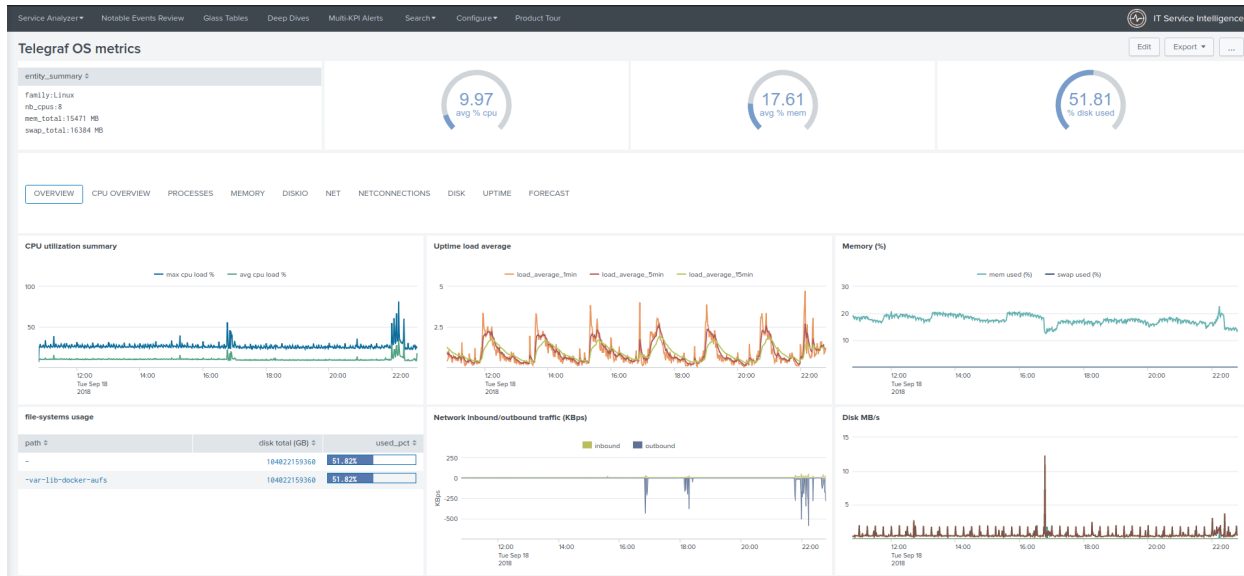 Service Analyzer▾ Notable Events Review Glass Tables Deep Dives Multi-KPI Alerts Search▾ Configure▾ Product Tour IT Service Intelligence
Telegraf OS metrics Edit Export ▾ ...
entity_summary
family:Linux
nb_cpus:8
mem_total:15471 MB
swap_total:16384 MB
9.97
avg % cpu
17.61
avg % mem
51.81
% disk used
OVERVIEW CPU OVERVIEW PROCESSES MEMORY DISKIO NET NETCONNECTIONS DISK UPTIME FORECAST
CPU utilization summary
max cpu load % avg cpu load %
100
50
12:00 14:00 16:00 18:00 20:00 22:00
Tue Sep 18
2018
Uptime load average
load_average_1min load_average_5min load_average_15min
5
2.5
12:00 14:00 16:00 18:00 20:00 22:00
Tue Sep 18
2018
Memory (%)
mem used (%) swap used (%)
30
20
10
12:00 14:00 16:00 18:00 20:00 22:00
Tue Sep 18
2018
file-systems usage
path disk total (GB) used_pct
- 104022159360 51.82%
-var-lib-docker-aufs 104022159360 51.82%
Network inbound/outbound traffic (KBps)
inbound outbound
KBps
250
0
-250
-500
12:00 14:00 16:00 18:00 20:00 22:00
Tue Sep 18
2018
Disk MB/s
15
10
5
12:00 14:00 16:00 18:00 20:00 22:00
Tue Sep 18
2018